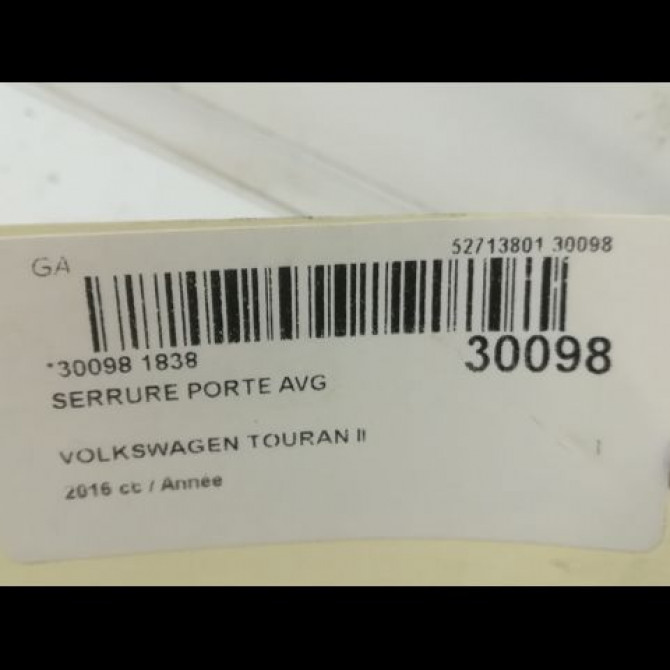 GA
52713801 30098
*30098 1838
30098
SERRURE PORTE AVG
VOLKSWAGEN TOURAN II
2016 cc / Année